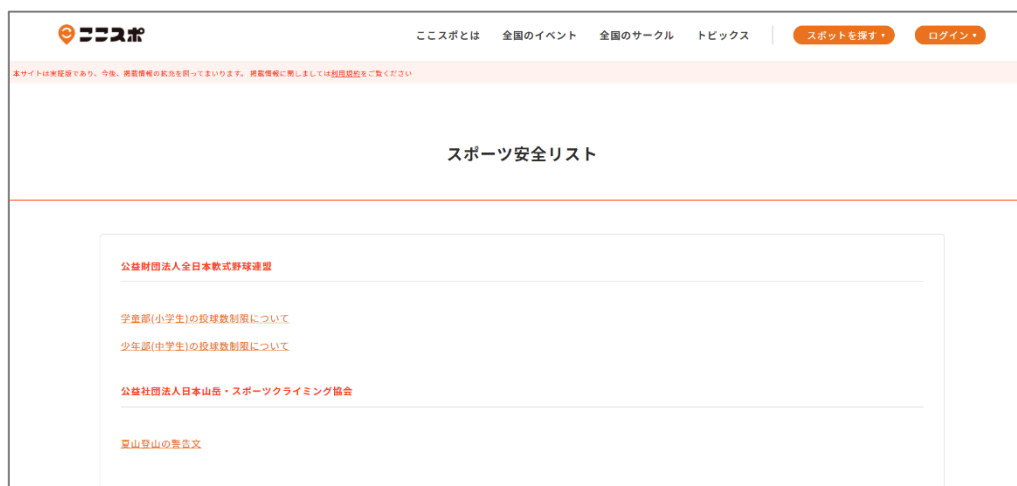 ここスポ
ここスポとは 全国のイベント 全国のサークル トピックス スポットを探す ログイン
本サイトは実証版であり、今後、掲載情報の拡充を図ってまいります。 掲載情報に関しましては利用規約をご覧ください
スポーツ安全リスト
公益財団法人全日本軟式野球連盟
学童部(小学生)の投球数制限について
少年部(中学生)の投球数制限について
公益社団法人日本山岳・スポーツクライミング協会
夏山登山の警告文